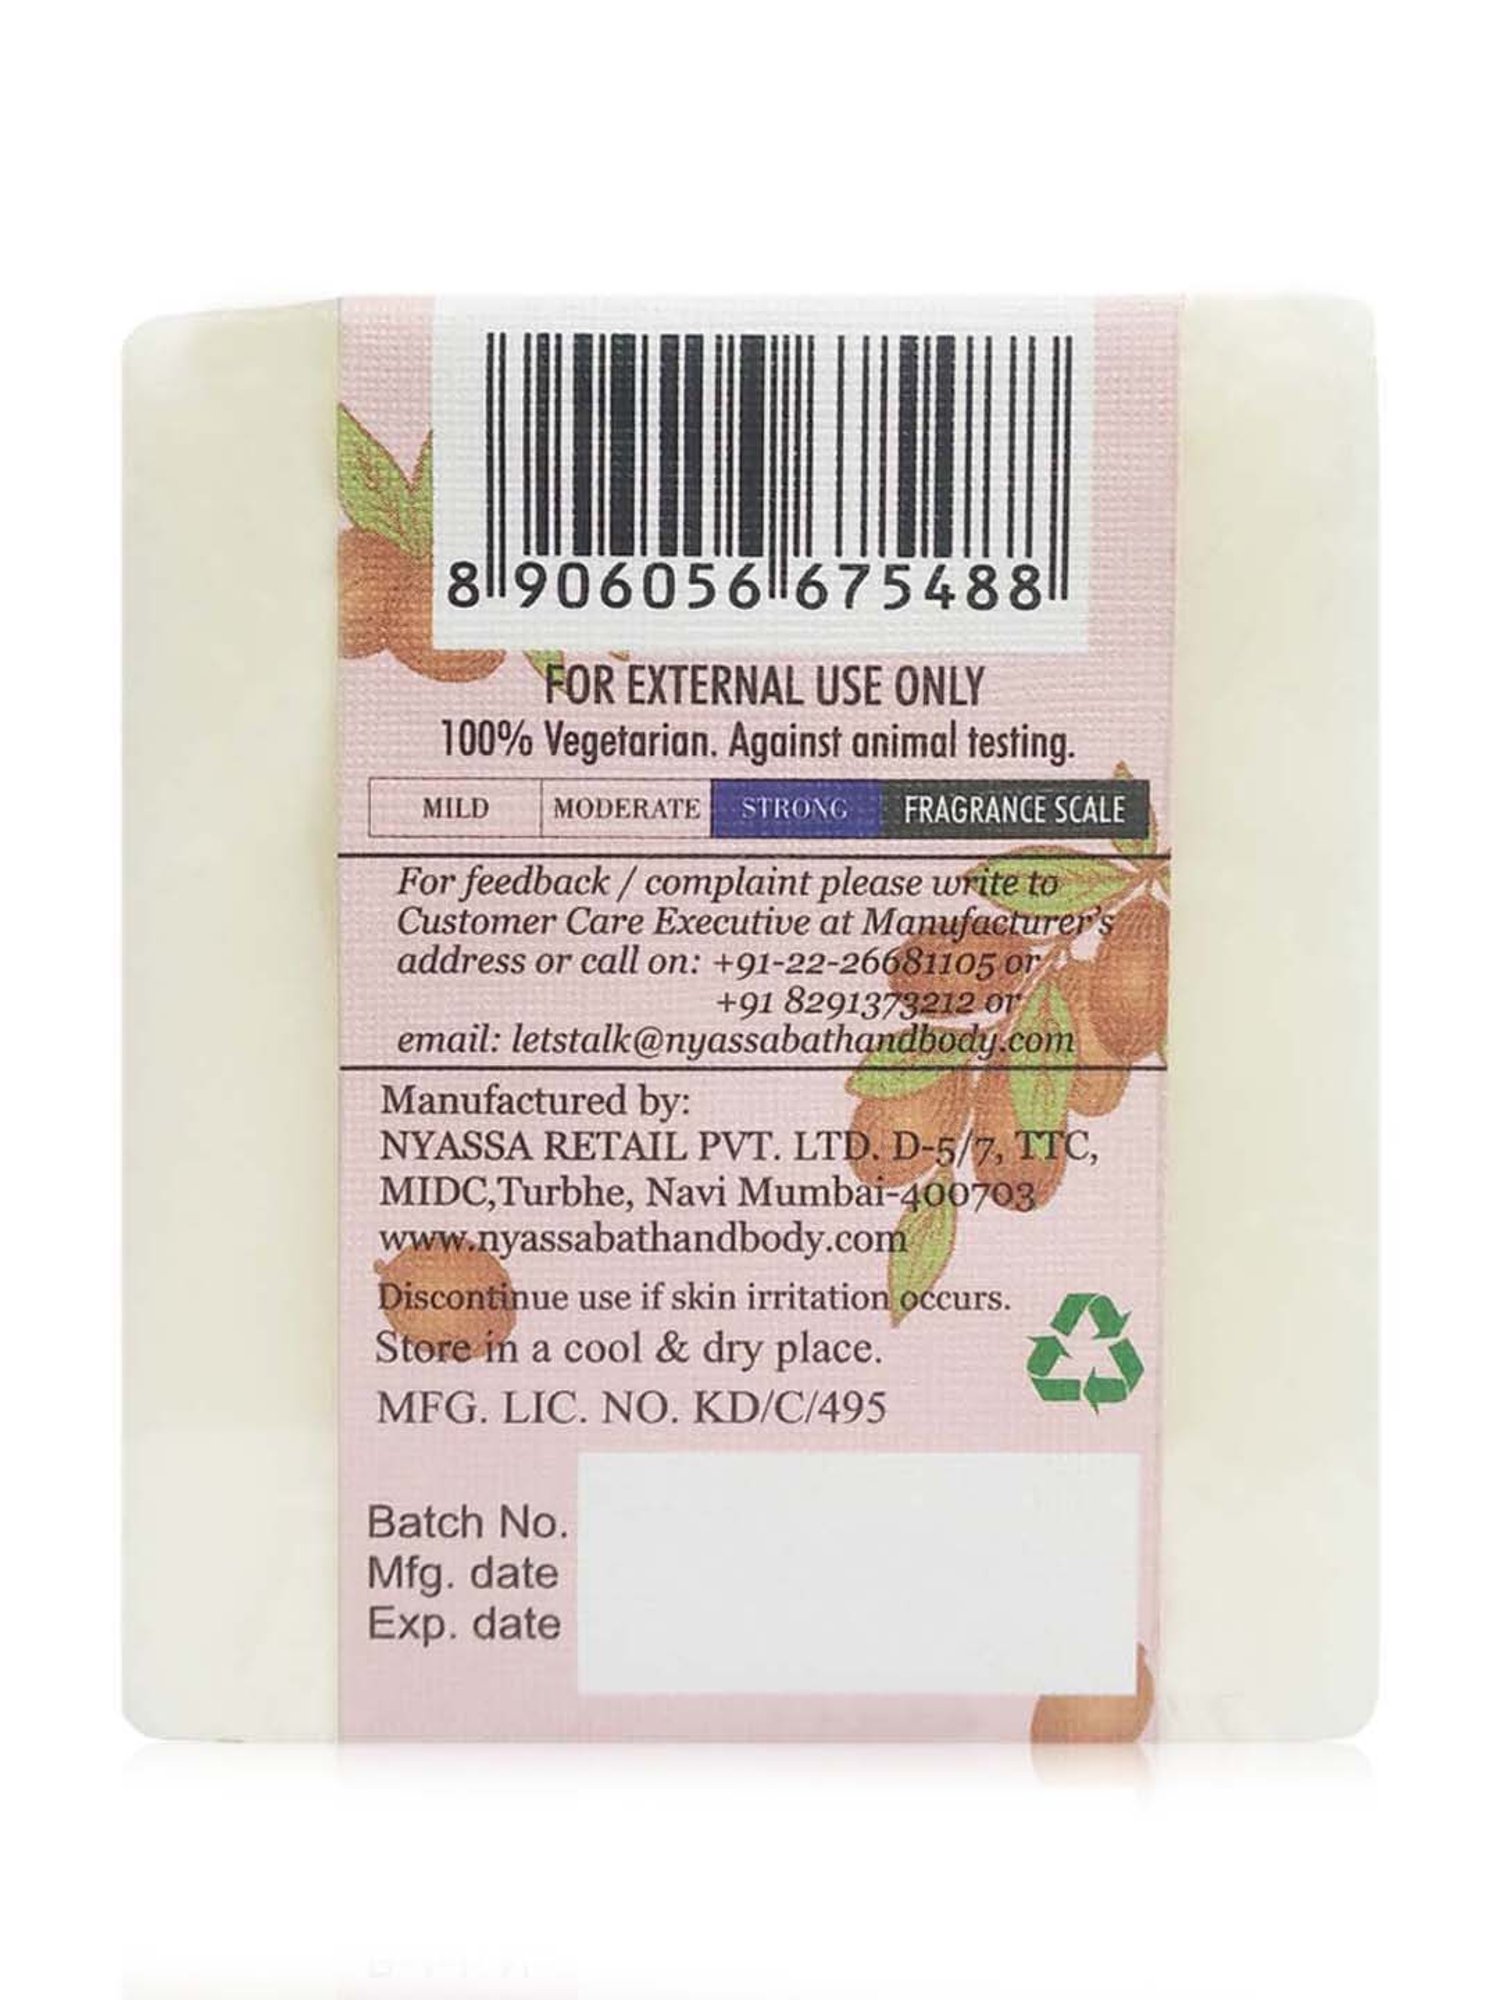 8 906056 675488
FOR EXTERNAL USE ONLY
100% Vegetarian. Against animal testing.
MILD MODERATE STRONG FRAGRANCE SCALE
For feedback / complaint please write to
Customer Care Executive at Manufacturer's
address or call on: +91-22-26681105 or
+91 8291373212 or
email: letstalk@nyassabathandbody.com
Manufactured by:
NYASSA RETAIL PVT. LTD. D-5/7, TTC,
MIDC,Turbhe, Navi Mumbai-400703
www.nyassabathandbody.com
Discontinue use if skin irritation occurs.
Store in a cool & dry place.
MFG. LIC. NO. KD/C/495
Batch No.
Mfg. date
Exp. date